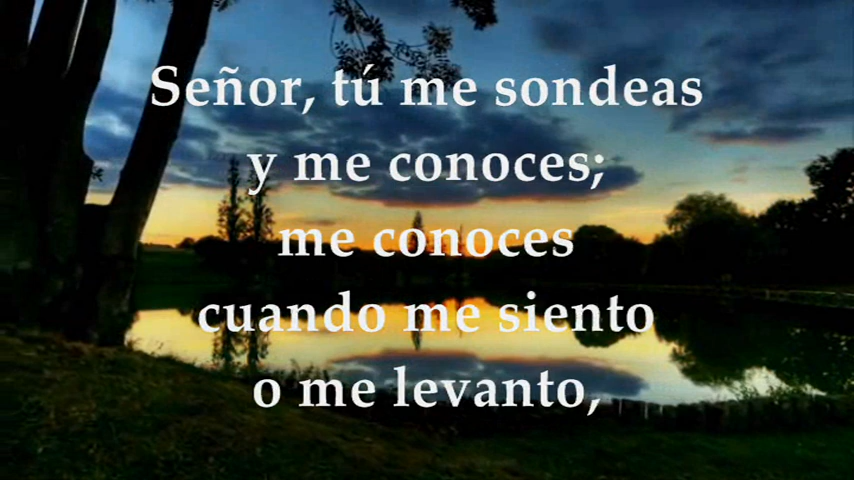 Señor, tú me sondeas
y me conoces;
me conoces
cuando me siento
o me levanto,